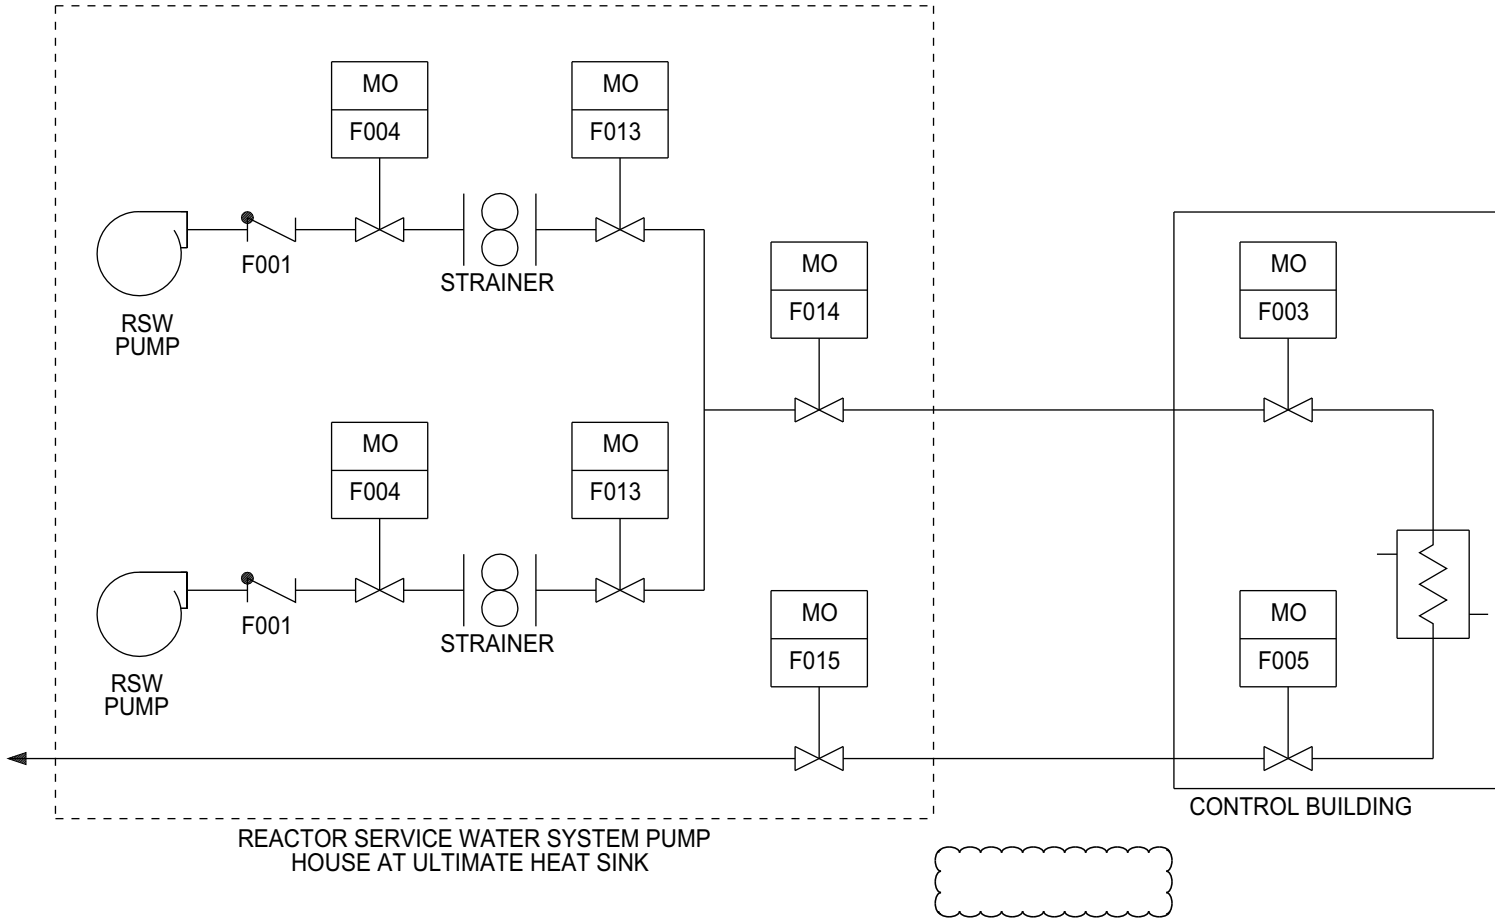 MO
F004
MO
F013
F001
STRAINER
RSW
PUMP
MO
F014
MO
F003
MO
F004
MO
F013
F001
STRAINER
RSW
PUMP
MO
F015
MO
F005
CONTROL BUILDING
REACTOR SERVICE WATER SYSTEM PUMP
HOUSE AT ULTIMATE HEAT SINK